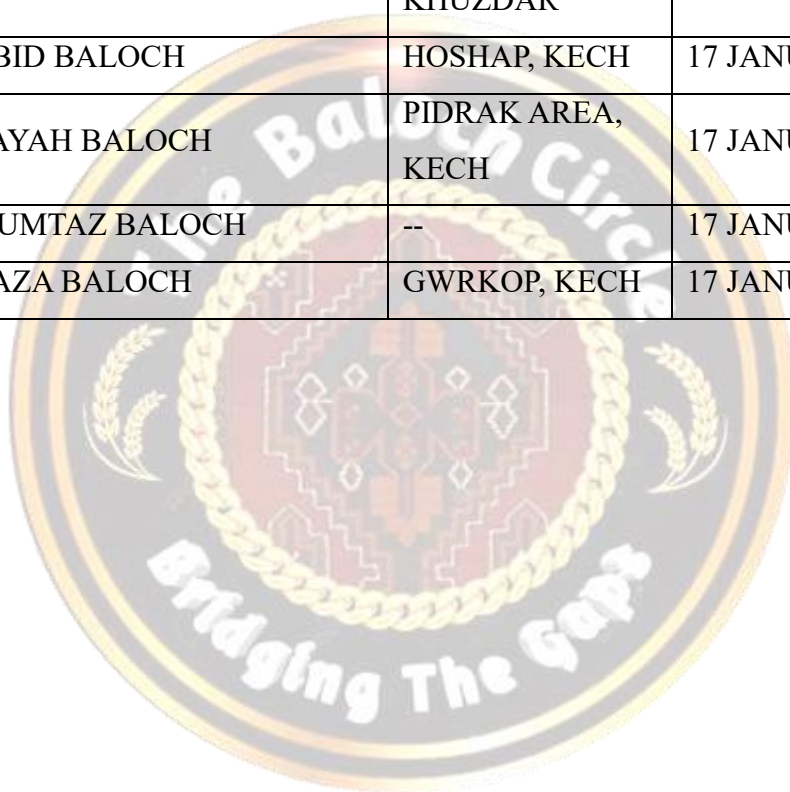 KHUZDAR
BID BALOCH HOSHAP, KECH 17 JANU
AYAH BALOCH PIDRAK AREA, KECH 17 JANU
UMTAZ BALOCH -- 17 JANU
AZA BALOCH GWRKOP, KECH 17 JANU
The Baloch Circle
Bridging The Gaps